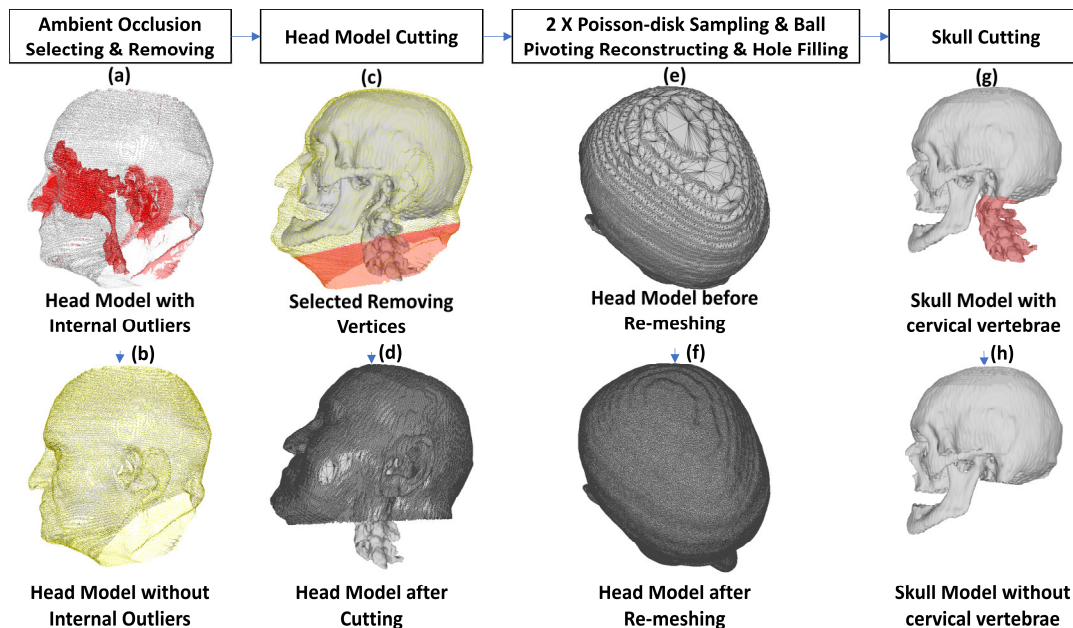 Ambient Occlusion
Selecting & Removing
Head Model Cutting
2 X Poisson-disk Sampling & Ball
Pivoting Reconstructing & Hole Filling
Skull Cutting
(a)
(c)
(e)
(g)
Head Model with
Internal Outliers
Selected Removing
Vertices
Head Model before
Re-meshing
Skull Model with
cervical vertebrae
(b)
(d)
(f)
(h)
Head Model without
Internal Outliers
Head Model after
Cutting
Head Model after
Re-meshing
Skull Model without
cervical vertebrae